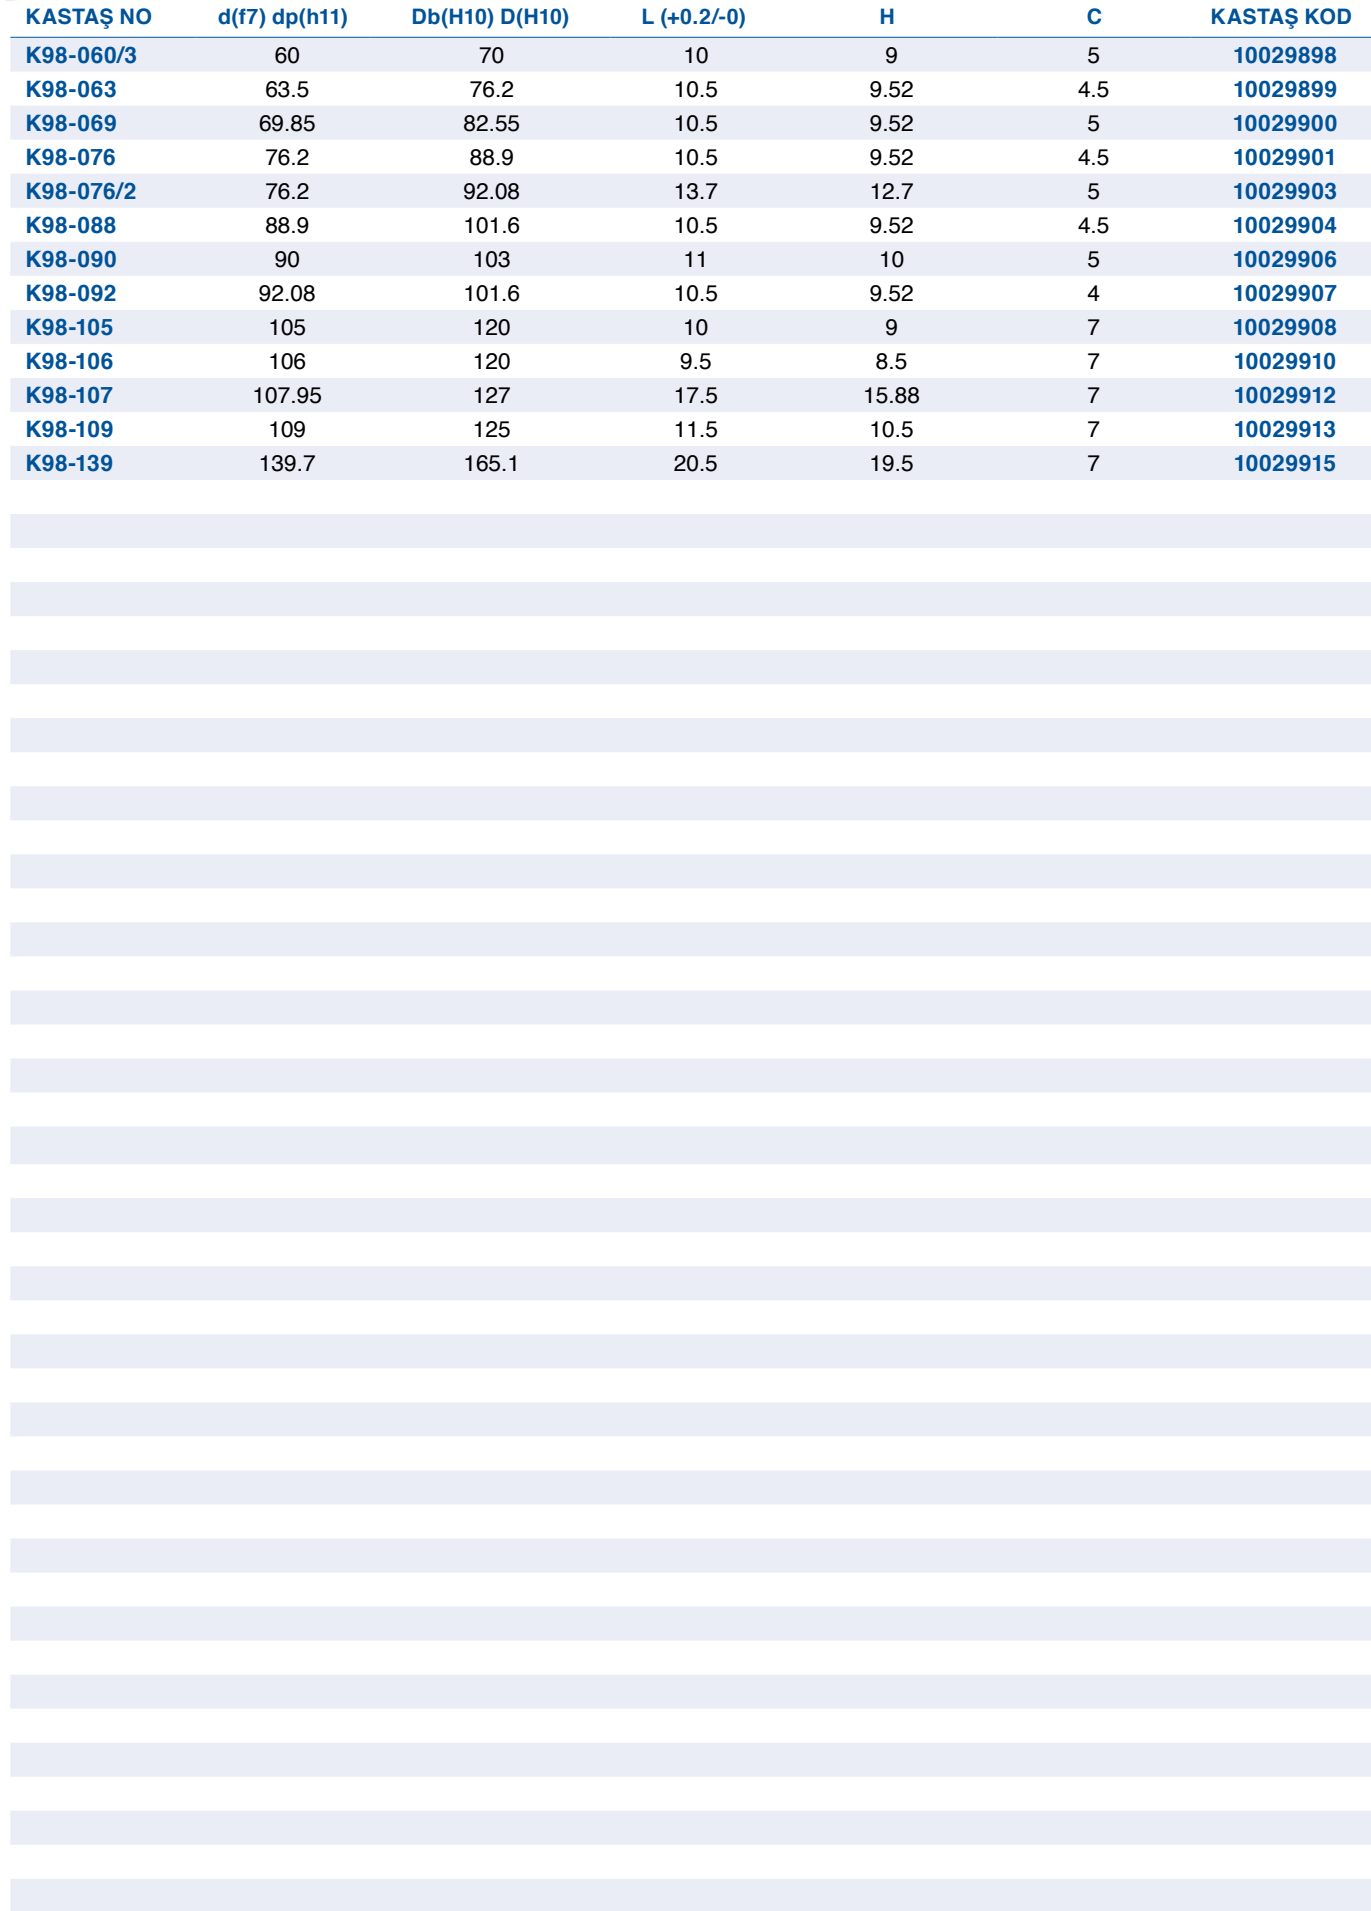 KASTAŞ NO d(f7) dp(h11) Db(H10) D(H10) L (+0.2/-0) H C KASTAŞ KOD
K98-060/3 60 70 10 9 5 10029898
K98-063 63.5 76.2 10.5 9.52 4.5 10029899
K98-069 69.85 82.55 10.5 9.52 5 10029900
K98-076 76.2 88.9 10.5 9.52 4.5 10029901
K98-076/2 76.2 92.08 13.7 12.7 5 10029903
K98-088 88.9 101.6 10.5 9.52 4.5 10029904
K98-090 90 103 11 10 5 10029906
K98-092 92.08 101.6 10.5 9.52 4 10029907
K98-105 105 120 10 9 7 10029908
K98-106 106 120 9.5 8.5 7 10029910
K98-107 107.95 127 17.5 15.88 7 10029912
K98-109 109 125 11.5 10.5 7 10029913
K98-139 139.7 165.1 20.5 19.5 7 10029915